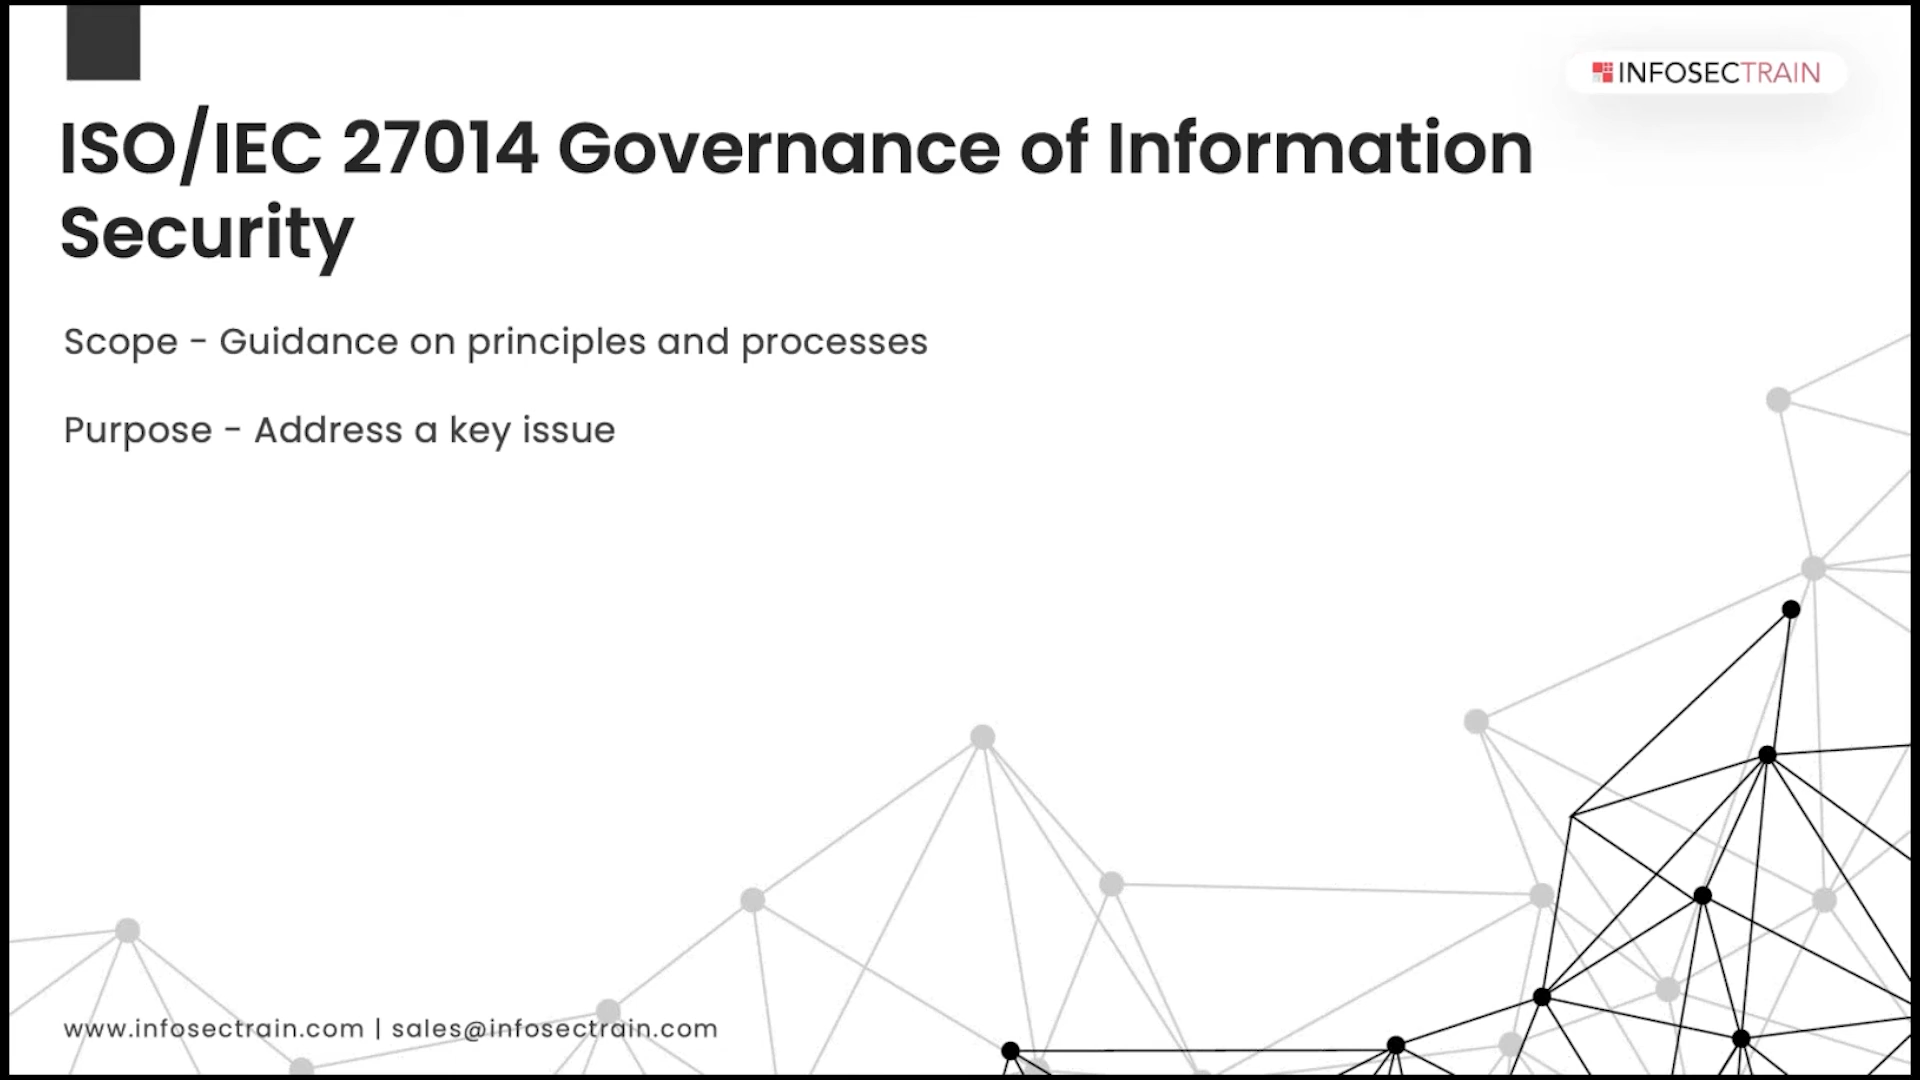 INFOSECTRAIN
ISO/IEC 27014 Governance of Information
Security
Scope - Guidance on principles and processes
Purpose - Address a key issue
www.infosectrain.com | sales@infosectrain.com